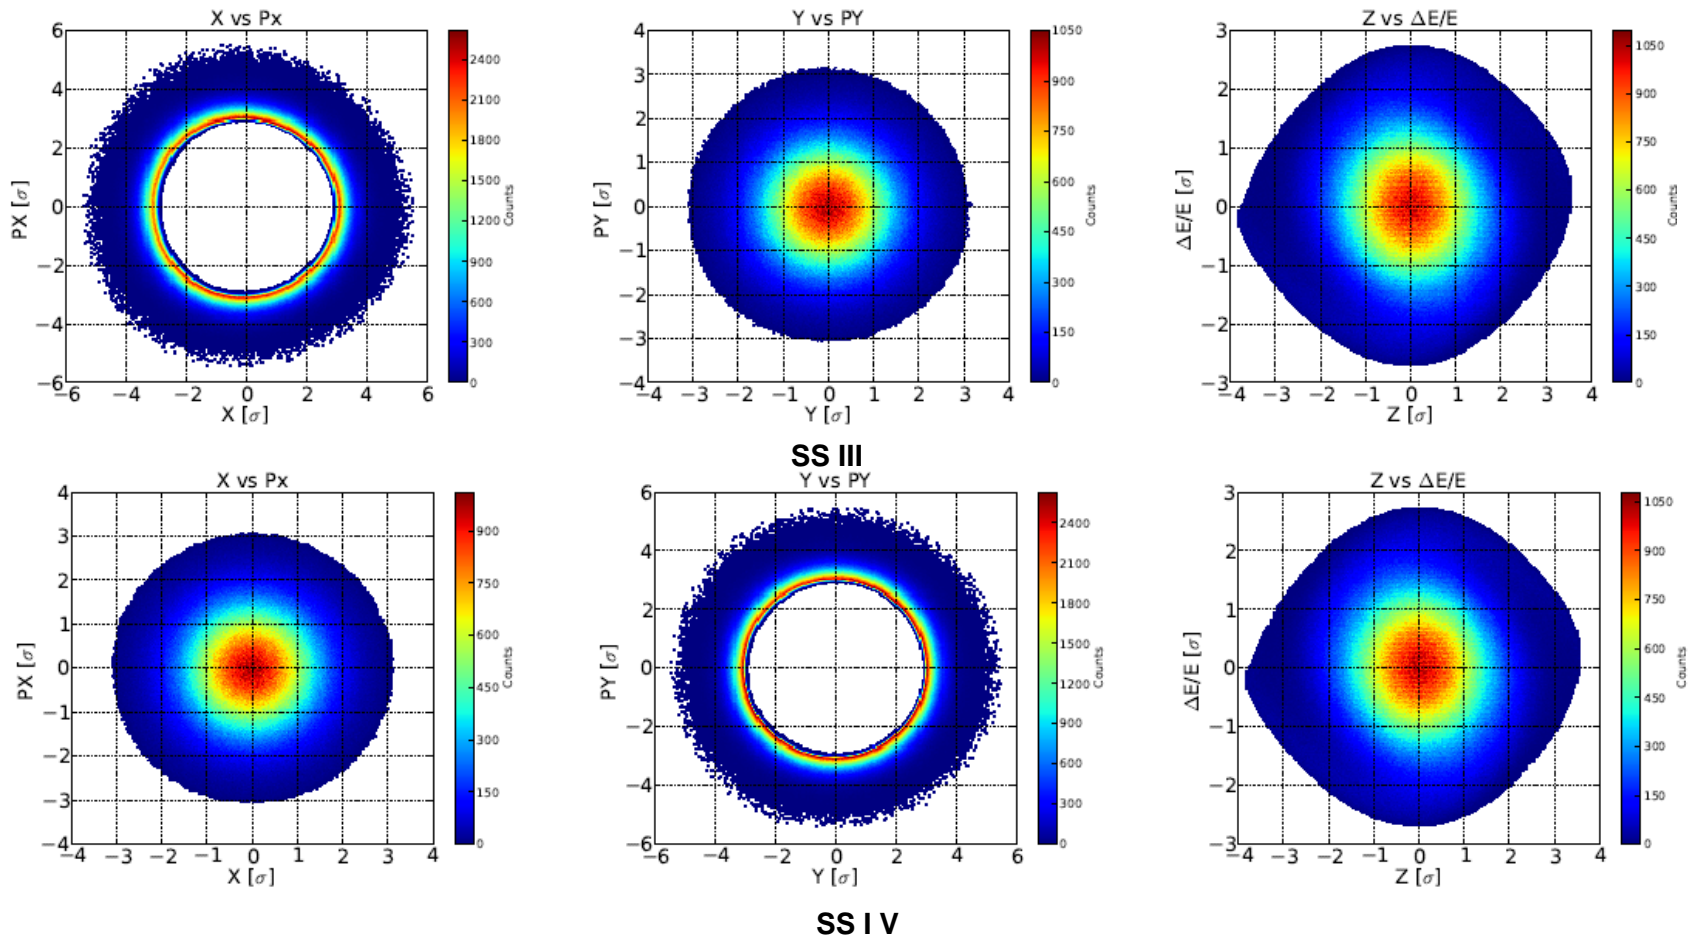 X vs Px
Y vs PY
Z vs ΔE/E
6
4
2
0
−2
−4
−6
PX [σ]
−6 −4 −2 0 2 4 6
X [σ]
2400
2100
1800
1500
1200
900
600
300
0
Counts
4
3
2
1
0
−1
−2
−3
−4
PY [σ]
−4 −3 −2 −1 0 1 2 3 4
Y [σ]
1050
900
750
600
450
300
150
0
Counts
3
2
1
0
−1
−2
−3
ΔE/E [σ]
−4 −3 −2 −1 0 1 2 3 4
Z [σ]
1050
900
750
600
450
300
150
0
Counts
SS III
X vs Px
Y vs PY
Z vs ΔE/E
4
3
2
1
0
−1
−2
−3
−4
PX [σ]
−4 −3 −2 −1 0 1 2 3 4
X [σ]
900
750
600
450
300
150
0
Counts
6
4
2
0
−2
−4
−6
PY [σ]
−6 −4 −2 0 2 4 6
Y [σ]
2400
2100
1800
1500
1200
900
600
300
0
Counts
3
2
1
0
−1
−2
−3
ΔE/E [σ]
−4 −3 −2 −1 0 1 2 3 4
Z [σ]
1050
900
750
600
450
300
150
0
Counts
SS I V